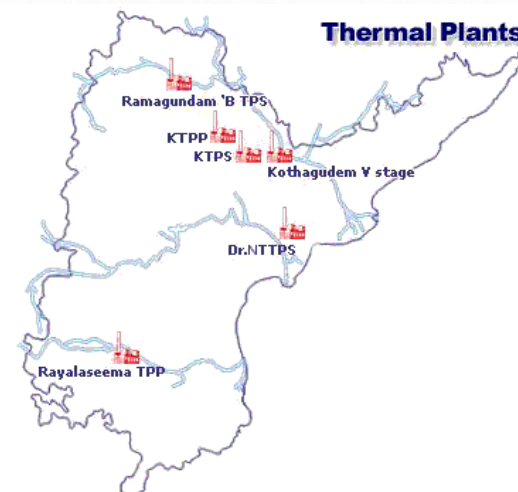 Thermal Plants
Ramagundam 'B TPS
KTPP
KTPS
Kothagudem V stage
Dr.NTTPS
Rayalaseema TPP